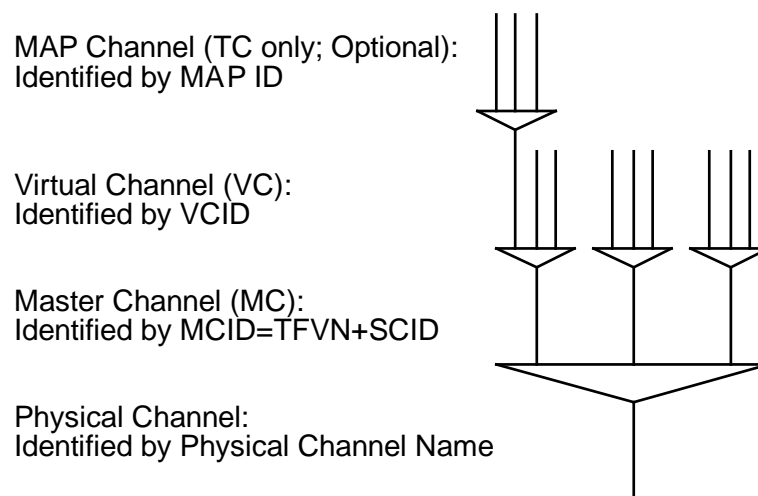 MAP Channel (TC only; Optional):
Identified by MAP ID
Virtual Channel (VC):
Identified by VCID
Master Channel (MC):
Identified by MCID=TFVN+SCID
Physical Channel:
Identified by Physical Channel Name